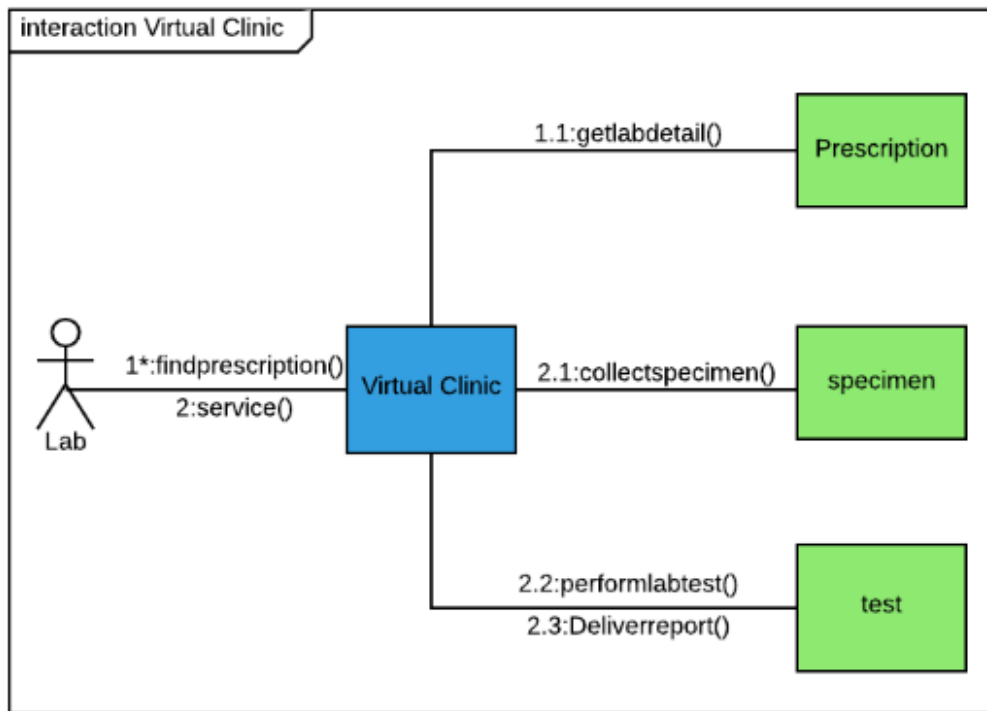 interaction Virtual Clinic
1.1:getlabdetail()
Prescription
1*:findprescription()
2:service()
Lab
Virtual Clinic
2.1:collectspecimen()
specimen
2.2:performlabtest()
2.3:Deliverreport()
test